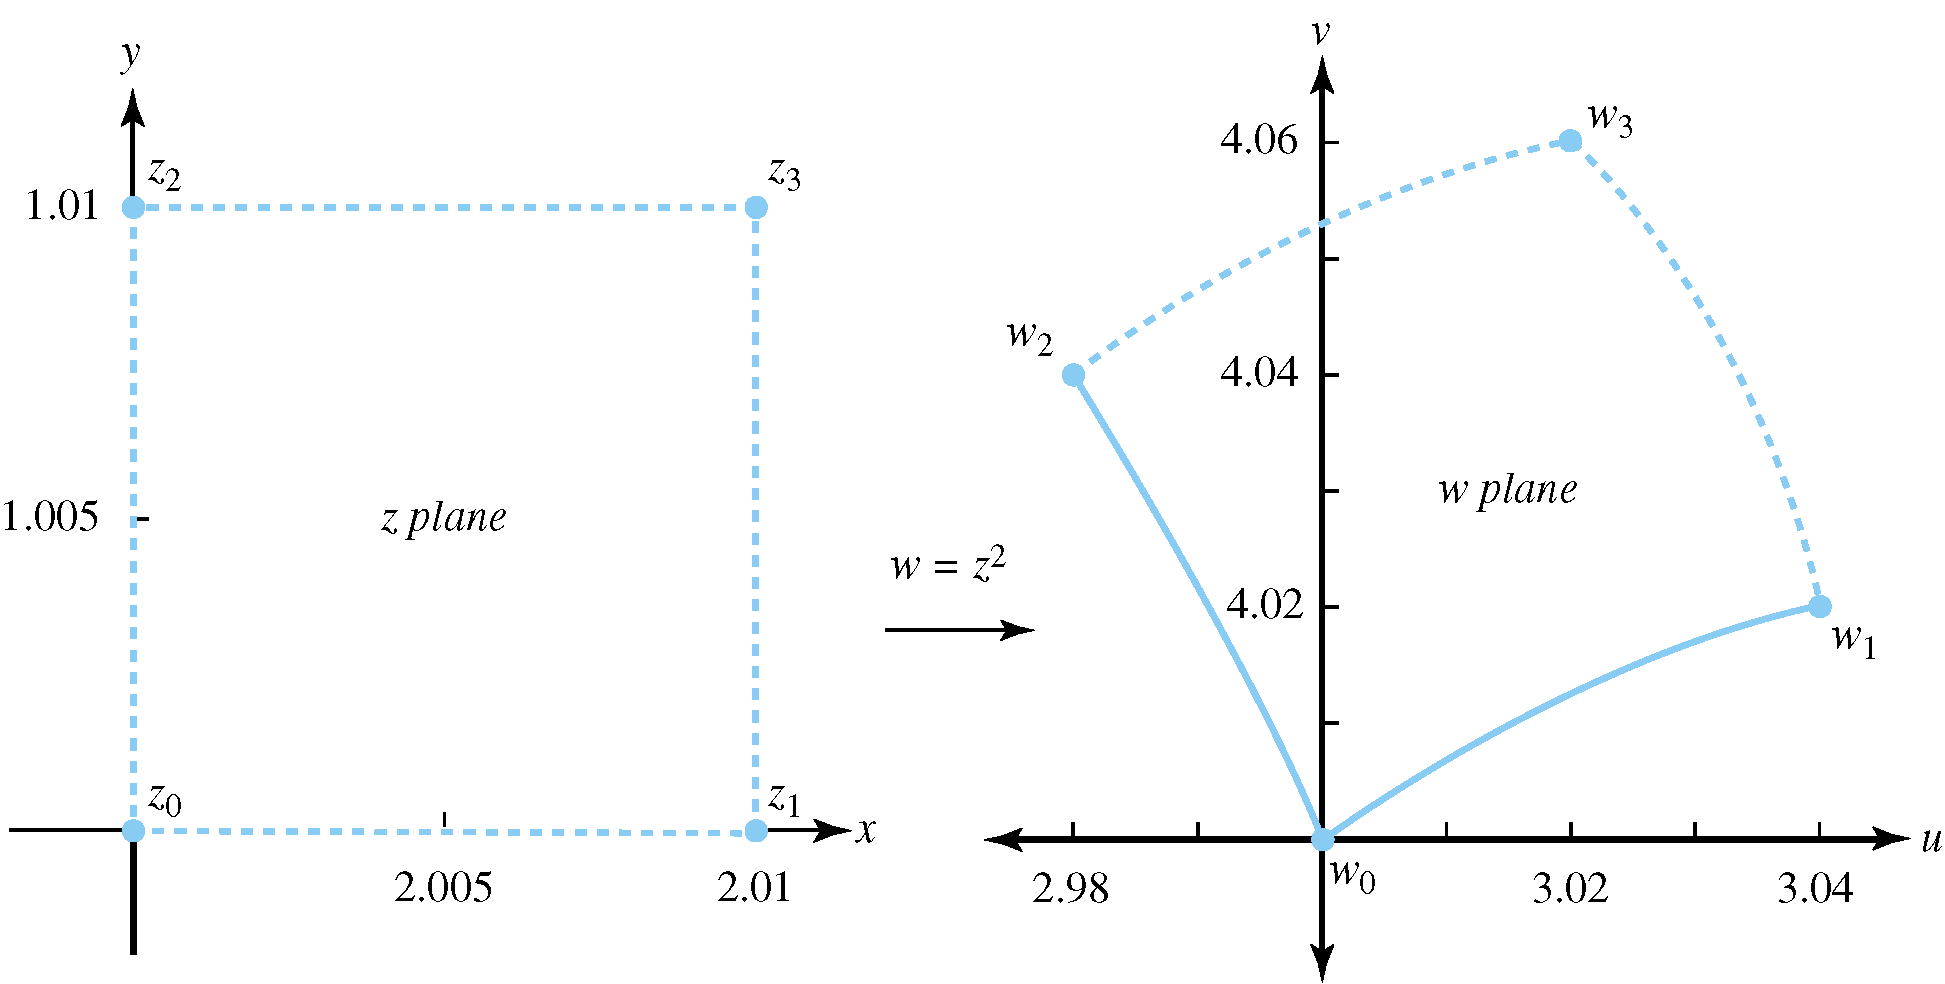 y
z2
z3
1.01
1.005
z plane
z0
z1
x
2.005
2.01
w = z²
v
w3
4.06
w2
4.04
w plane
4.02
w1
u
w0
2.98
3.02
3.04